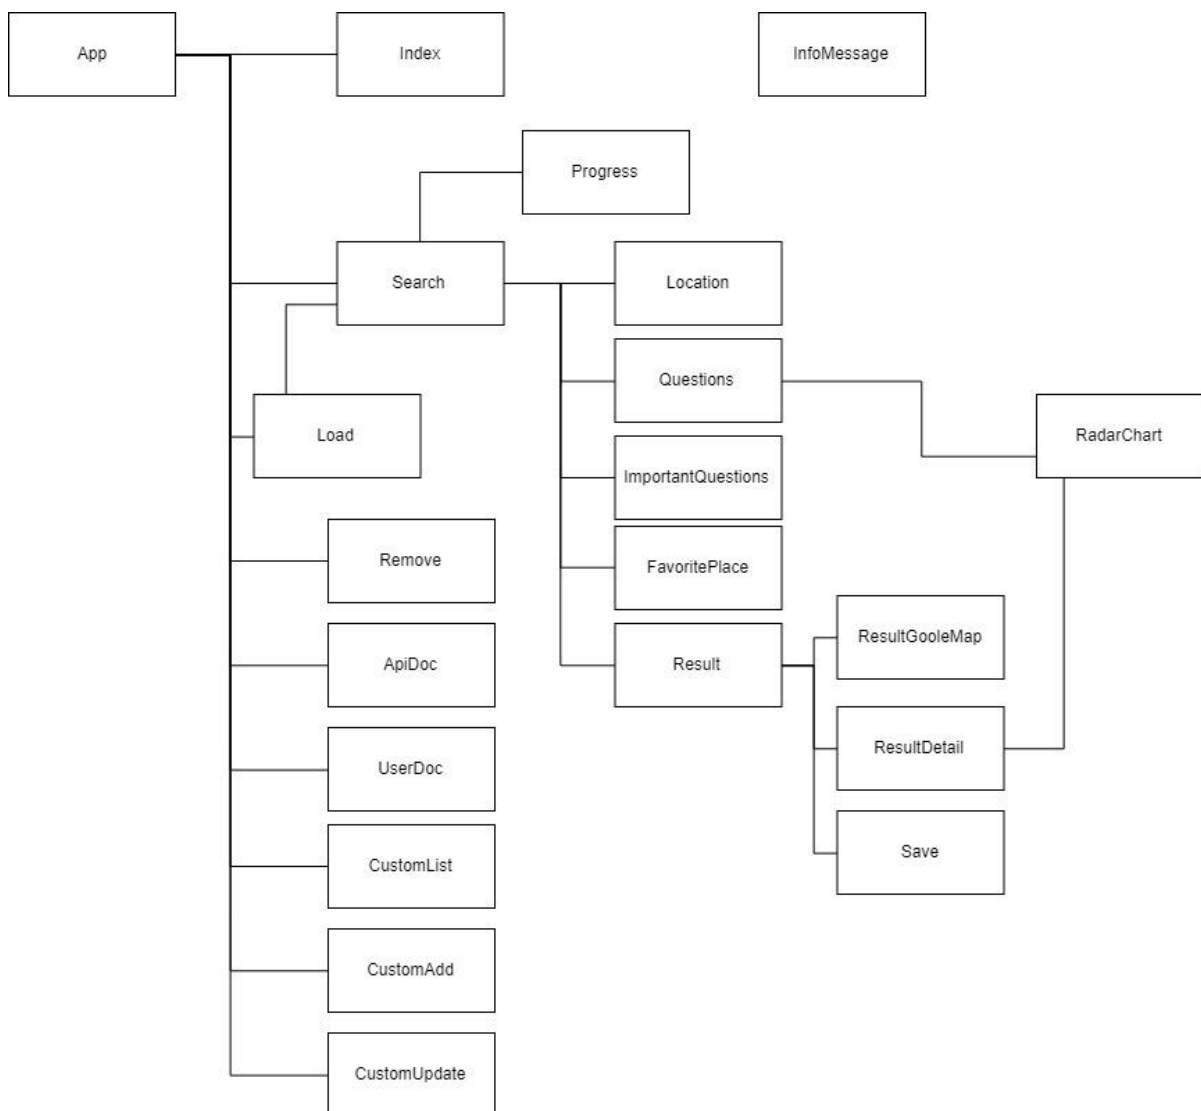 App
Index
InfoMessage
Progress
Search
Location
Questions
Load
RadarChart
ImportantQuestions
Remove
FavoritePlace
ResultGooleMap
ApiDoc
Result
UserDoc
ResultDetail
CustomList
Save
CustomAdd
CustomUpdate